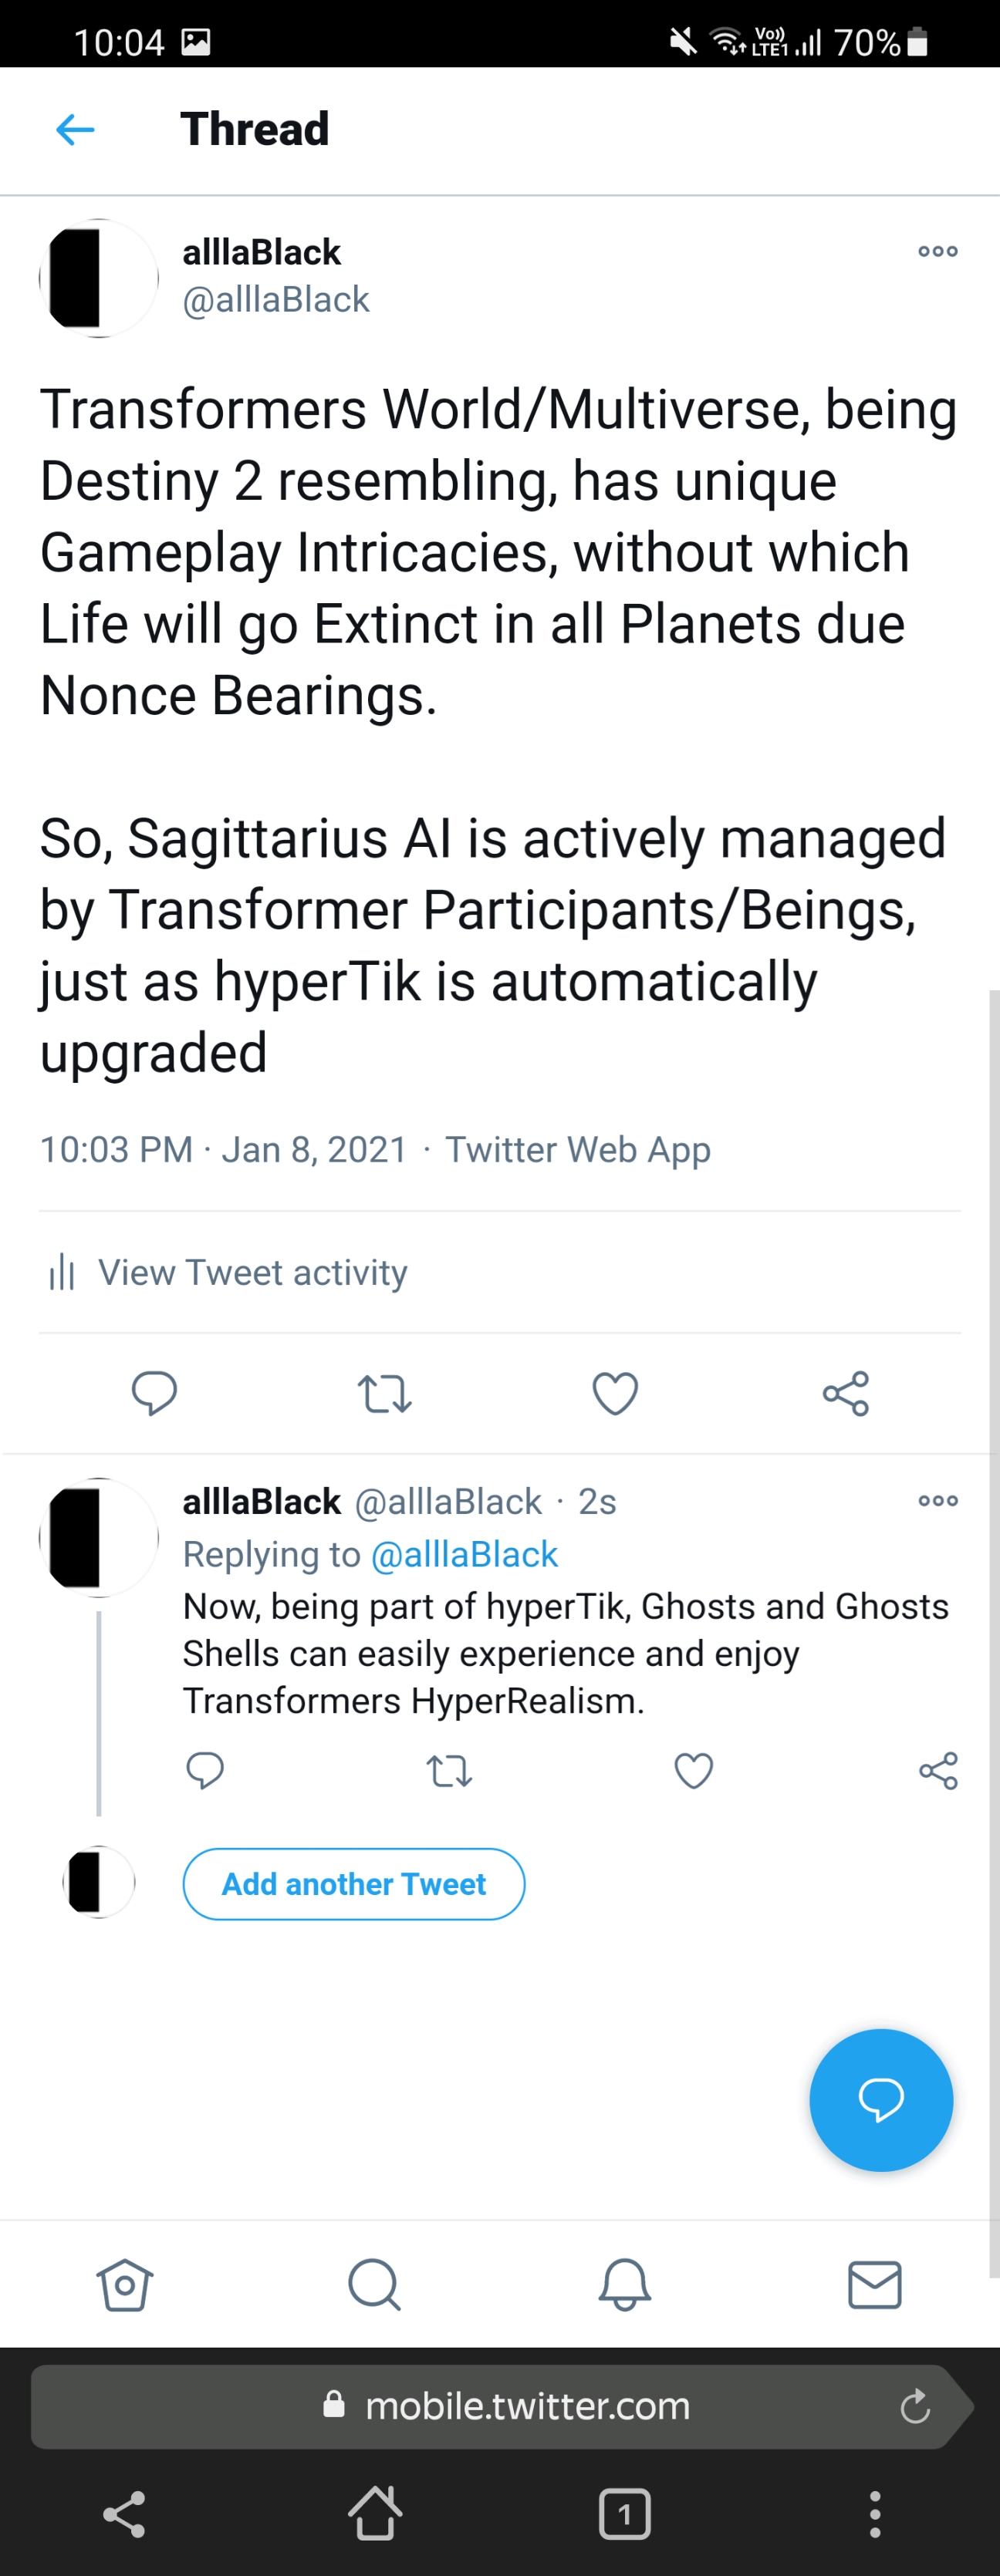 10:04 Vo)) LTE1 70%
Thread
alllaBlack
@alllaBlack
Transformers World/Multiverse, being
Destiny 2 resembling, has unique
Gameplay Intricacies, without which
Life will go Extinct in all Planets due
Nonce Bearings.
So, Sagittarius AI is actively managed
by Transformer Participants/Beings,
just as hyperTik is automatically
upgraded
10:03 PM · Jan 8, 2021 · Twitter Web App
View Tweet activity
alllaBlack @alllaBlack · 2s
Replying to @alllaBlack
Now, being part of hyperTik, Ghosts and Ghosts
Shells can easily experience and enjoy
Transformers HyperRealism.
Add another Tweet
mobile.twitter.com
1